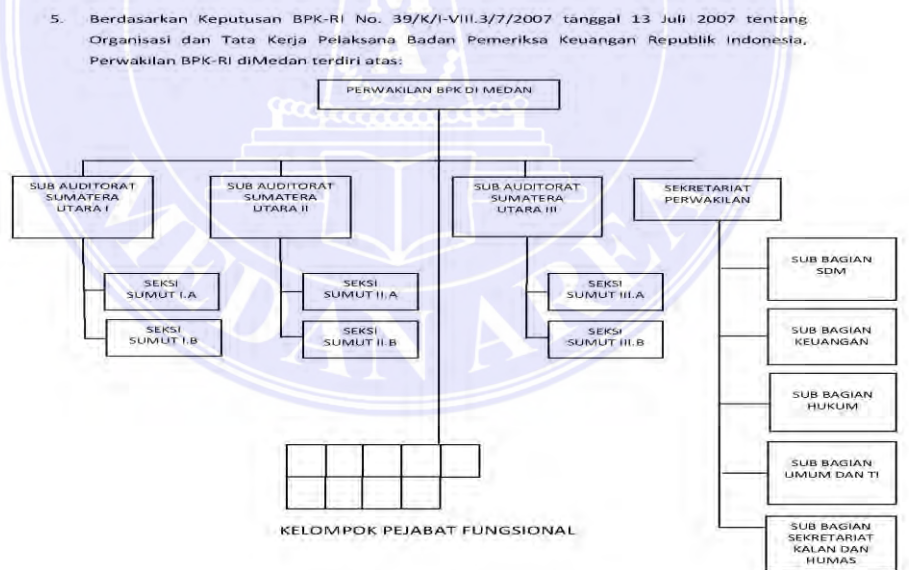 5. Berdasarkan Keputusan BPK-RI No. 39/K/I-VIII.3/7/2007 tanggal 13 Juli 2007 tentang
Organisasi dan Tata Kerja Pelaksana Badan Pemeriksa Keuangan Republik Indonesia,
Perwakilan BPK-RI diMedan terdiri atas:
PERWAKILAN BPK DI MEDAN
SUB AUDITORAT
SUMATERA
UTARA I
SUB AUDITORAT
SUMATERA
UTARA II
SUB AUDITORAT
SUMATERA
UTARA III
SEKRETARIAT
PERWAKILAN
SEKSI
SUMUT I.A
SEKSI
SUMUT I.B
SEKSI
SUMUT II.A
SEKSI
SUMUT II.B
SEKSI
SUMUT III.A
SEKSI
SUMUT III.B
SUB BAGIAN
SDM
SUB BAGIAN
KEUANGAN
SUB BAGIAN
HUKUM
SUB BAGIAN
UMUM DAN TI
SUB BAGIAN
SEKRETARIAT
KALAN DAN
HUMAS
KELOMPOK PEJABAT FUNGSIONAL
MEDAN AREA